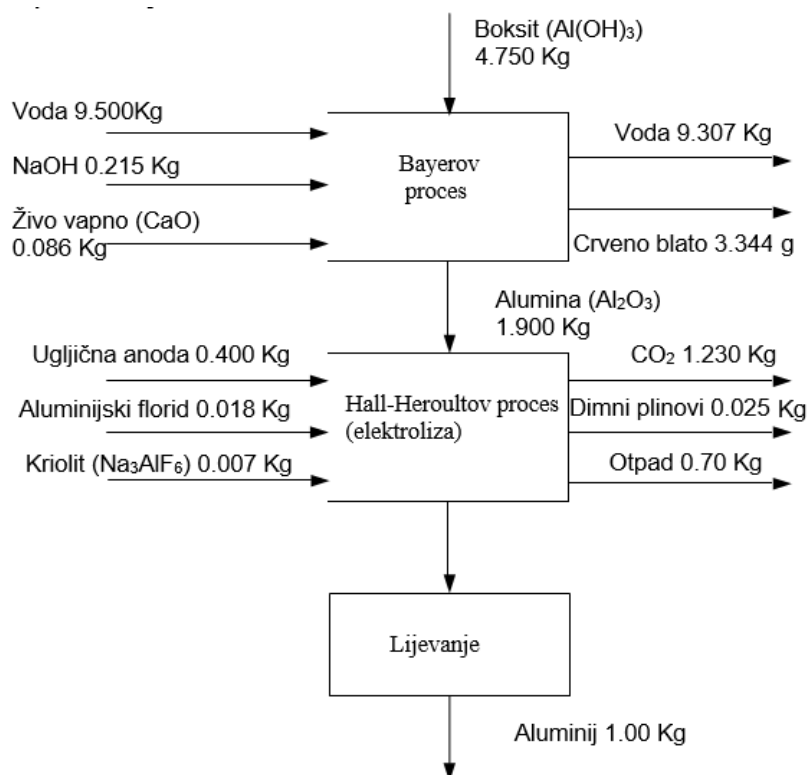 Boksit (Al(OH)₃)
4.750 Kg
Voda 9.500Kg
NaOH 0.215 Kg
Živo vapno (CaO)
0.086 Kg
Bayerov
proces
Voda 9.307 Kg
Crveno blato 3.344 g
Alumina (Al₂O₃)
1.900 Kg
Ugljična anoda 0.400 Kg
Aluminijski florid 0.018 Kg
Kriolit (Na₃AlF₆) 0.007 Kg
Hall-Heroultov proces
(elektroliza)
CO₂ 1.230 Kg
Dimni plinovi 0.025 Kg
Otpad 0.70 Kg
Lijevanje
Aluminij 1.00 Kg